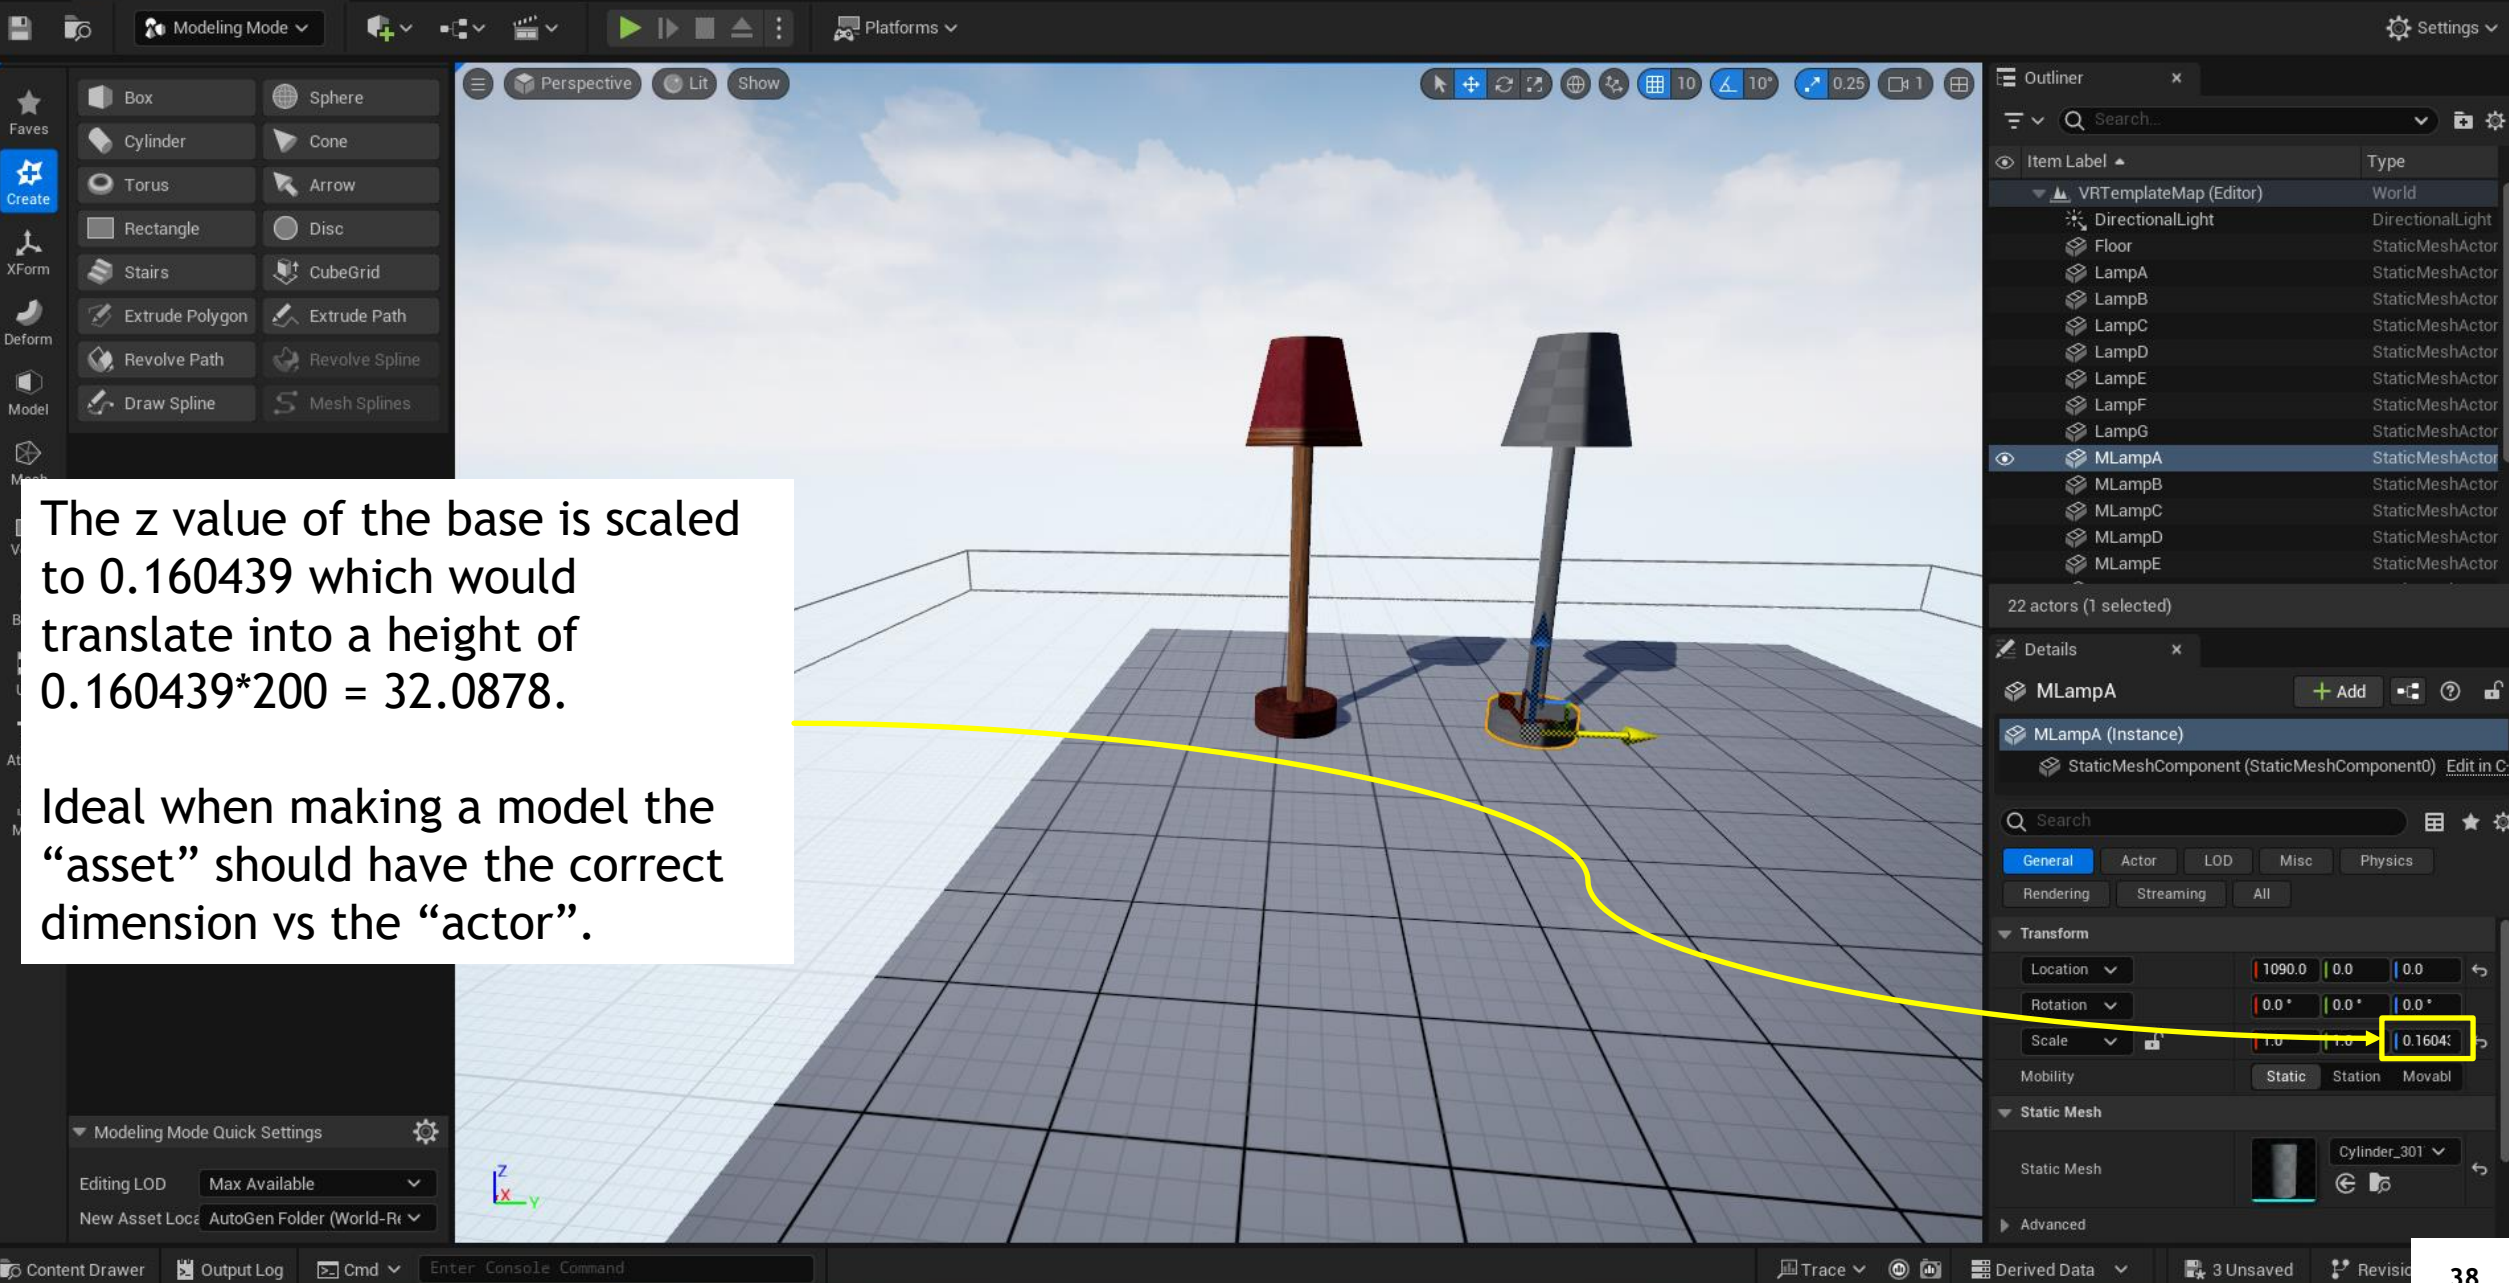 Modeling Mode
Platforms
Settings
Faves
Create
XForm
Deform
Model
Box
Sphere
Cylinder
Cone
Torus
Arrow
Rectangle
Disc
Stairs
CubeGrid
Extrude Polygon
Extrude Path
Revolve Path
Revolve Spline
Draw Spline
Mesh Splines
Perspective
Lit
Show
10
10°
0.25
1
The z value of the base is scaled
to 0.160439 which would
translate into a height of
0.160439*200 = 32.0878.
Ideal when making a model the
“asset” should have the correct
dimension vs the “actor”.
Modeling Mode Quick Settings
Editing LOD Max Available
New Asset Loca AutoGen Folder (World-Re
Z
X
Y
Outliner
Search...
Item Label Type
VRTemplateMap (Editor) World
DirectionalLight DirectionalLight
Floor StaticMeshActor
LampA StaticMeshActor
LampB StaticMeshActor
LampC StaticMeshActor
LampD StaticMeshActor
LampE StaticMeshActor
LampF StaticMeshActor
LampG StaticMeshActor
MLampA StaticMeshActor
MLampB StaticMeshActor
MLampC StaticMeshActor
MLampD StaticMeshActor
MLampE StaticMeshActor
22 actors (1 selected)
Details
MLampA
+ Add
MLampA (Instance)
StaticMeshComponent (StaticMeshComponent0) Edit in C
Search
General Actor LOD Misc Physics
Rendering Streaming All
Transform
Location 1090.0 0.0 0.0
Rotation 0.0° 0.0° 0.0°
Scale 1.0 1.0 0.1604
Mobility Static Station Movabl
Static Mesh
Static Mesh
Cylinder_301
Advanced
Content Drawer
Output Log
Cmd
Enter Console Command
Trace
Derived Data
3 Unsaved
Revisic
38